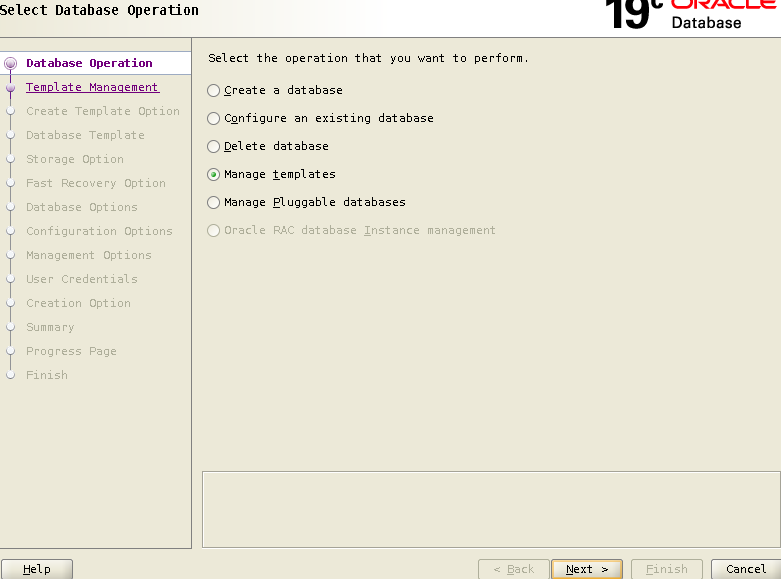 Select Database Operation
19c ORACLE
Database
Database Operation
Template Management
Create Template Option
Database Template
Storage Option
Fast Recovery Option
Database Options
Configuration Options
Management Options
User Credentials
Creation Option
Summary
Progress Page
Finish
Select the operation that you want to perform.
Create a database
Configure an existing database
Delete database
Manage templates
Manage Pluggable databases
Oracle RAC database Instance management
Help
< Back
Next >
Finish
Cancel